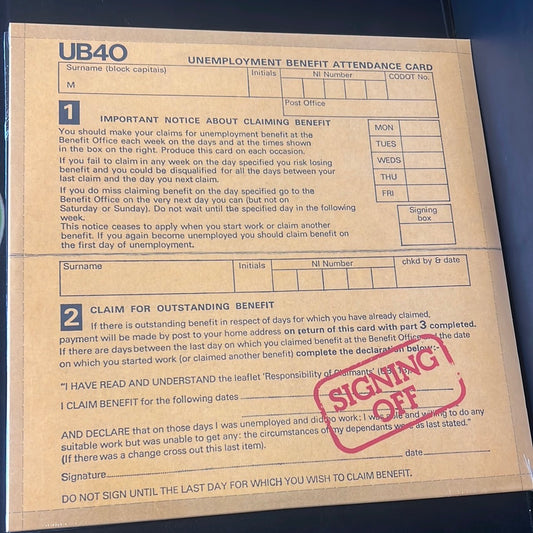 UB40
UNEMPLOYMENT BENEFIT ATTENDANCE CARD
Surname (block capitals)
Initials
NI Number
CODOT No.
M
Post Office
1
IMPORTANT NOTICE ABOUT CLAIMING BENEFIT
You should make your claims for unemployment benefit at the
Benefit Office each week on the days and at the times shown
in the box on the right. Produce this card on each occasion.
If you fail to claim in any week on the day specified you risk losing
benefit and you could be disqualified for all the days between your
last claim and the day you next claim.
If you do miss claiming benefit on the day specified go to the
Benefit Office on the very next day you can (but not on
Saturday or Sunday). Do not wait until the specified day in the following
week.
This notice ceases to apply when you start work or claim another
benefit. If you again become unemployed you should claim benefit on
the first day of unemployment.
MON
TUES
WEDS
THU
FRI
Signing
box
Surname
Initials
NI Number
chkd by & date
2
CLAIM FOR OUTSTANDING BENEFIT
If there is outstanding benefit in respect of days for which you have already claimed,
payment will be made by post to your home address on return of this card with part 3 completed.
If there are days between the last day on which you claimed benefit at the Benefit Office and the date
on which you started work (or claimed another benefit) complete the declaration below:-
"I HAVE READ AND UNDERSTAND the leaflet 'Responsibility of Claimants'
I CLAIM BENEFIT for the following dates
AND DECLARE that on those days I was unemployed and did no work: I was able and willing to do any
suitable work but was unable to get any: the circumstances of my dependants were as last stated."
(If there was a change cross out this last item).
Signature
date
DO NOT SIGN UNTIL THE LAST DAY FOR WHICH YOU WISH TO CLAIM BENEFIT.
SIGNING
OFF